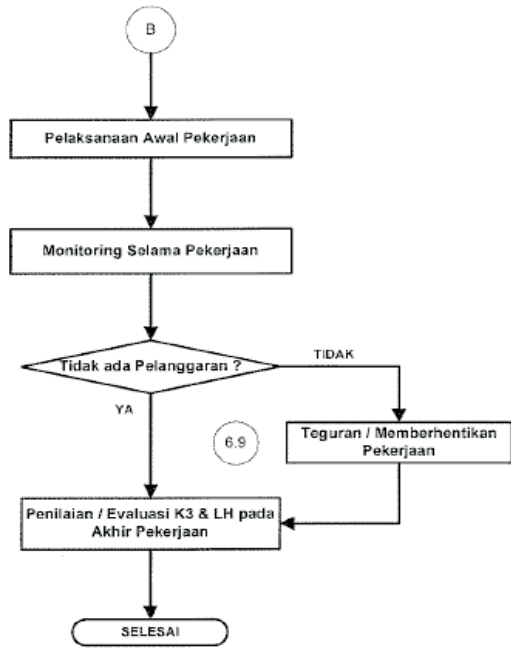 B
Pelaksanaan Awal Pekerjaan
Monitoring Selama Pekerjaan
Tidak ada Pelanggaran ?
TIDAK
YA
6.9
Teguran / Memberhentikan
Pekerjaan
Penilaian / Evaluasi K3 & LH pada
Akhir Pekerjaan
SELESAI